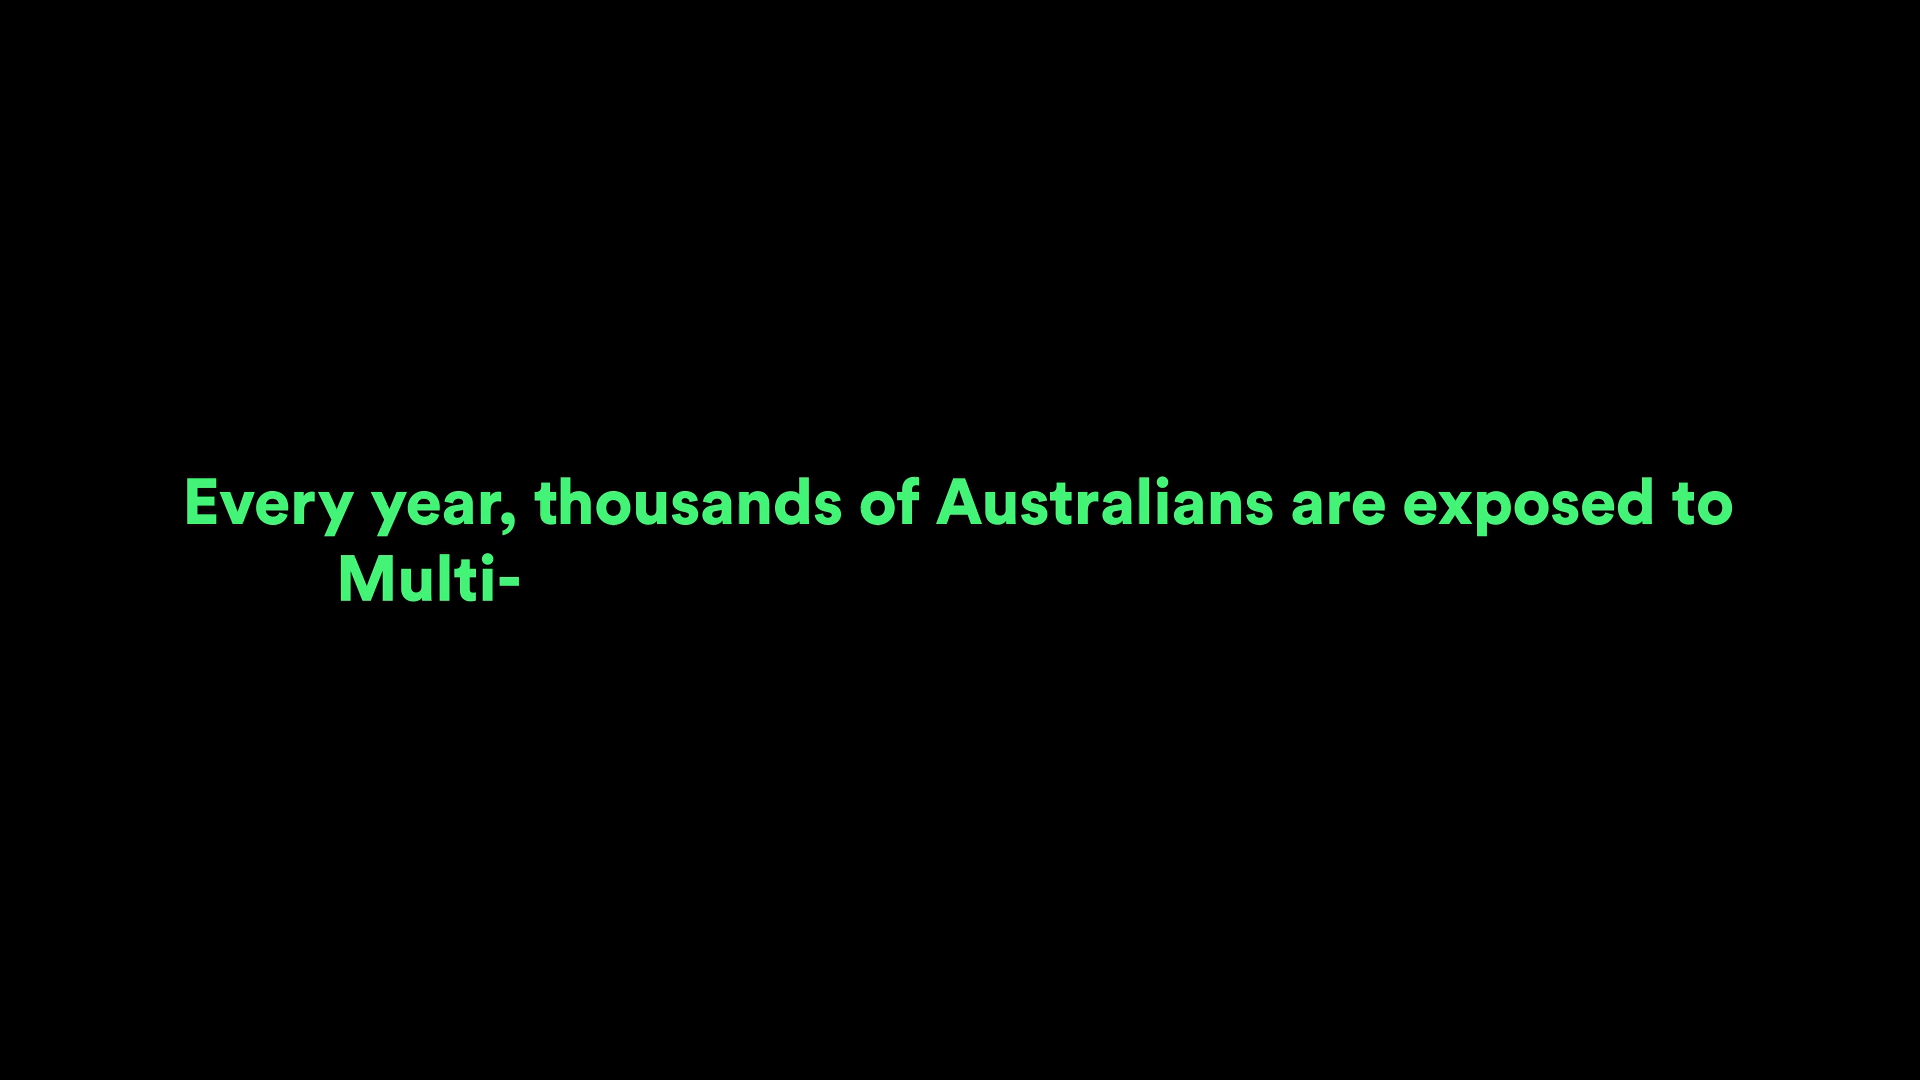 Every year, thousands of Australians are exposed to
Multi-